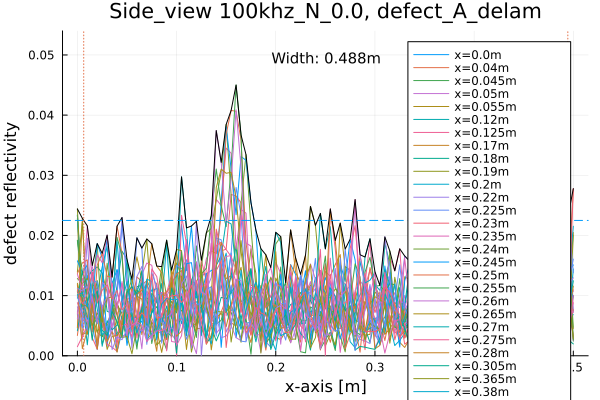 Side_view 100khz_N_0.0, defect_A_delam
Width: 0.488m
defect reflectivity
0.05
0.04
0.03
0.02
0.01
0.00
0.0
0.1
0.2
0.3
.5
x-axis [m]
x=0.0m
x=0.04m
x=0.045m
x=0.05m
x=0.055m
x=0.12m
x=0.125m
x=0.17m
x=0.18m
x=0.19m
x=0.2m
x=0.22m
x=0.225m
x=0.23m
x=0.235m
x=0.24m
x=0.245m
x=0.25m
x=0.255m
x=0.26m
x=0.265m
x=0.27m
x=0.275m
x=0.28m
x=0.305m
x=0.365m
x=0.38m